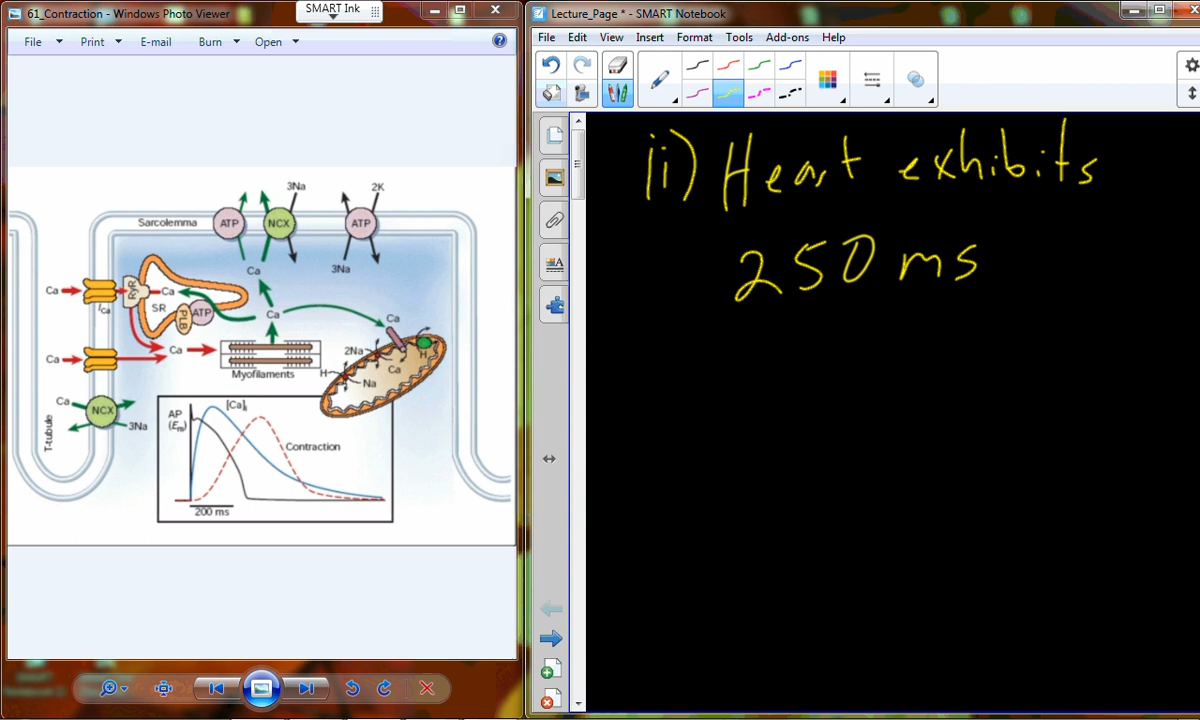 61_Contraction - Windows Photo Viewer
SMART Ink
File Print E-mail Burn Open
Sarcolemma
ATP
NCX
3Na
ATP
2K
3Na
Ca
Ca
RyR
Ca
ICa
SR
PLB
ATP
Ca
Ca
Ca
Ca
Myofilaments
2Na
H
H
Ca
Na
Ca
NCX
3Na
T-tubule
AP
(Em)
[Ca]i
Contraction
200 ms
Lecture_Page * - SMART Notebook
File Edit View Insert Format Tools Add-ons Help
ii) Heart exhibits
250 ms